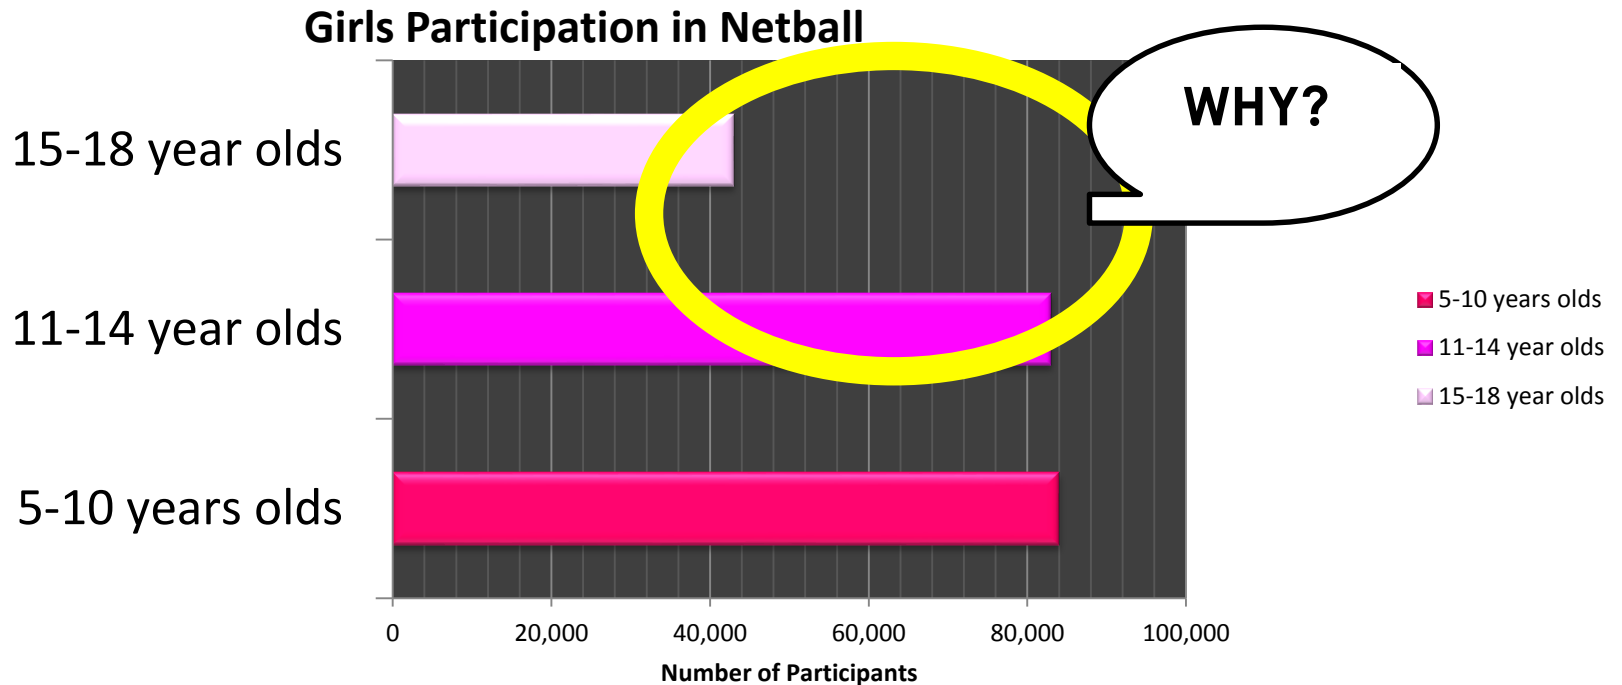 Girls Participation in Netball
WHY?
15-18 year olds
11-14 year olds
5-10 years olds
0 20,000 40,000 60,000 80,000 100,000
Number of Participants
5-10 years olds
11-14 year olds
15-18 year olds